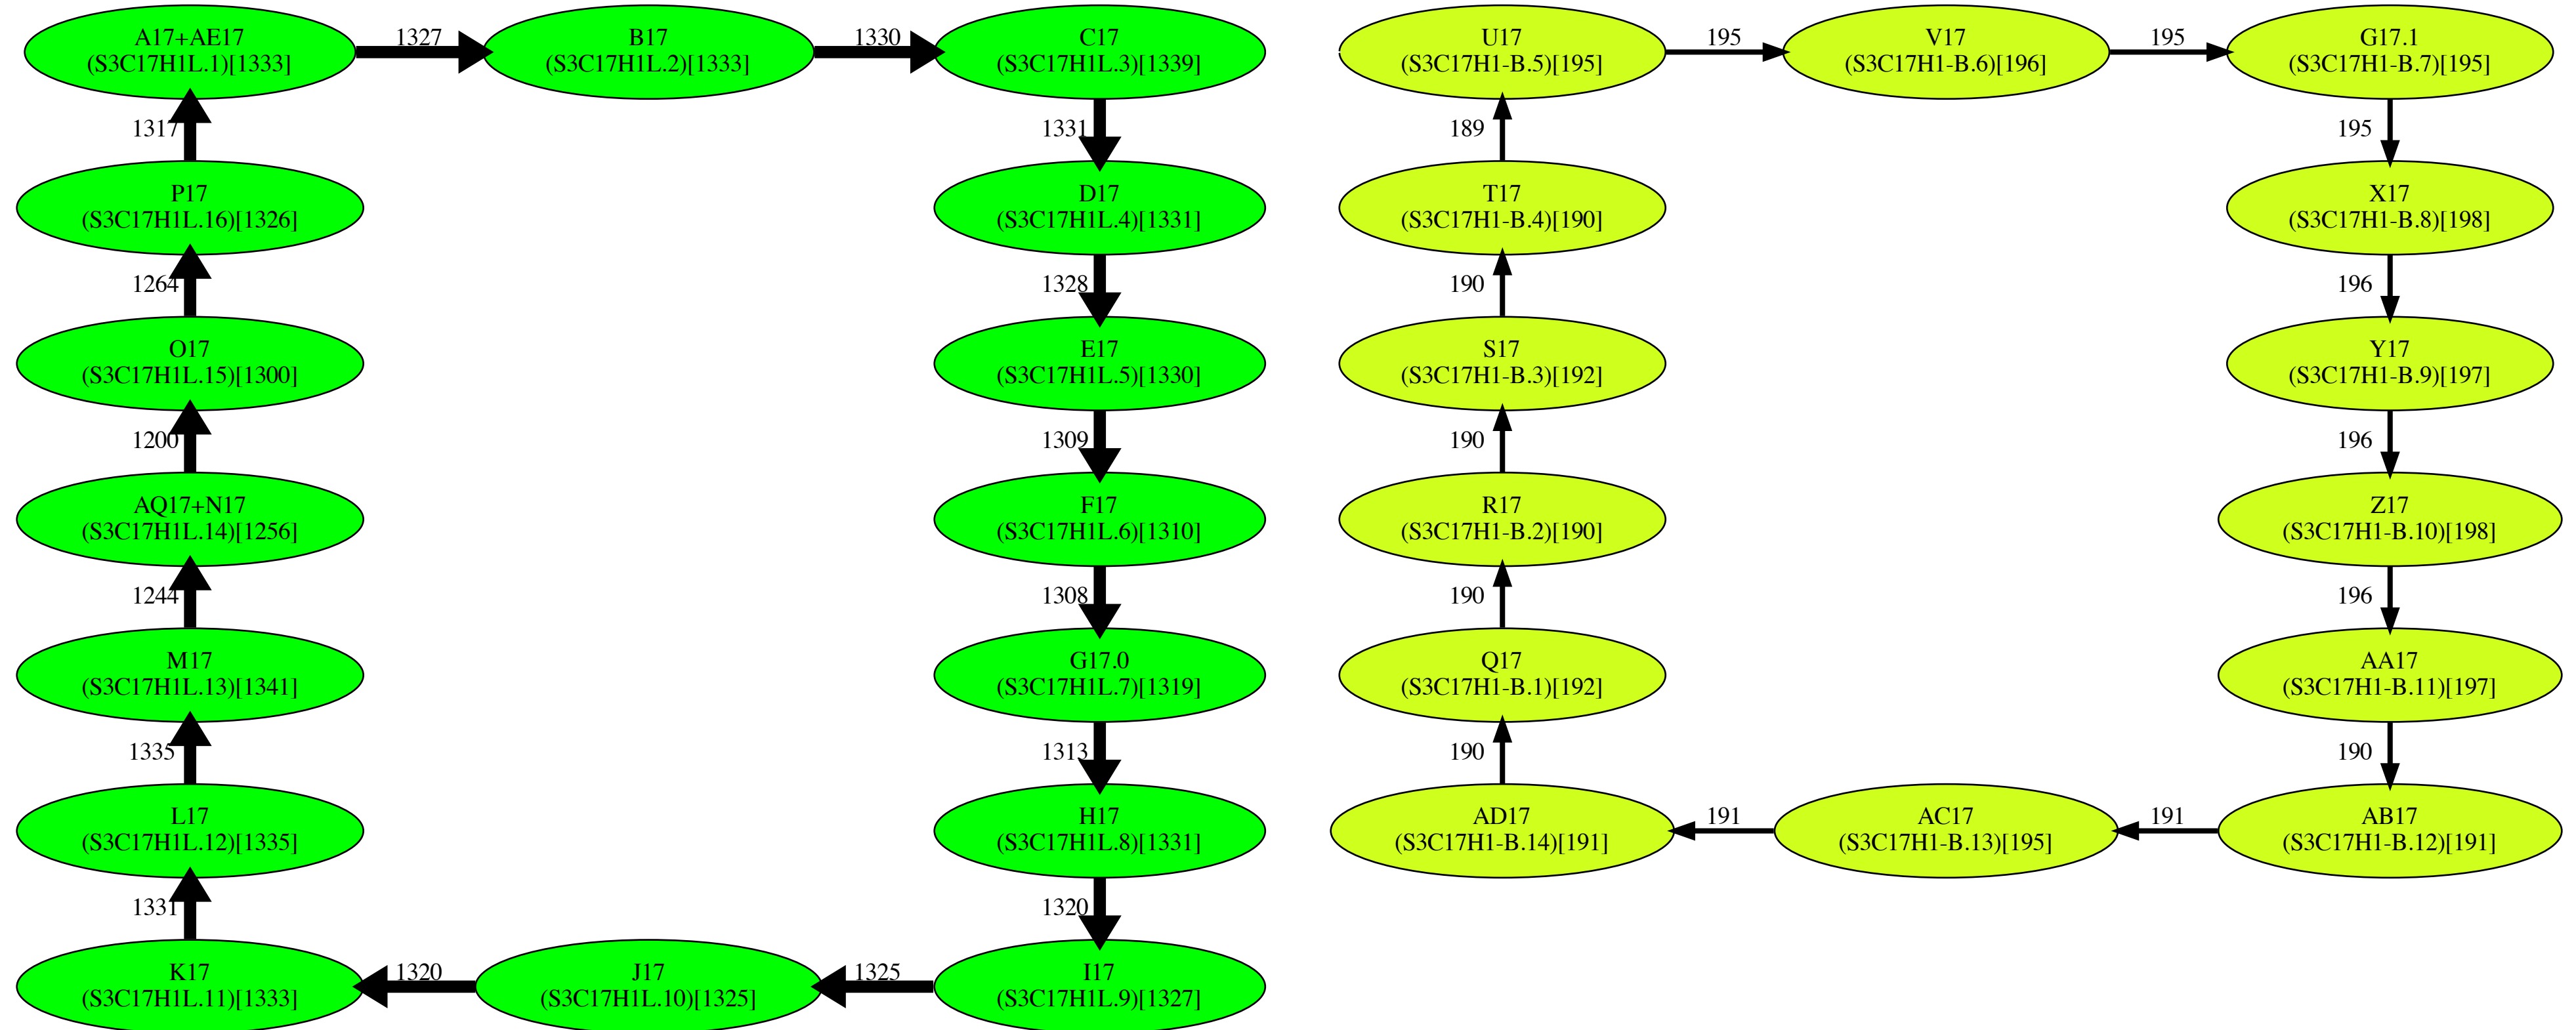 A17+AE17
(S3C17H1L.1)[1333]
1327
B17
(S3C17H1L.2)[1333]
1330
C17
(S3C17H1L.3)[1339]
1331
D17
(S3C17H1L.4)[1331]
1328
E17
(S3C17H1L.5)[1330]
1309
F17
(S3C17H1L.6)[1310]
1308
G17.0
(S3C17H1L.7)[1319]
1313
H17
(S3C17H1L.8)[1331]
1320
I17
(S3C17H1L.9)[1327]
1325
J17
(S3C17H1L.10)[1325]
1320
K17
(S3C17H1L.11)[1333]
1331
L17
(S3C17H1L.12)[1335]
1335
M17
(S3C17H1L.13)[1341]
1244
AQ17+N17
(S3C17H1L.14)[1256]
1200
O17
(S3C17H1L.15)[1300]
1264
P17
(S3C17H1L.16)[1326]
1317
U17
(S3C17H1-B.5)[195]
195
V17
(S3C17H1-B.6)[196]
195
G17.1
(S3C17H1-B.7)[195]
195
X17
(S3C17H1-B.8)[198]
196
Y17
(S3C17H1-B.9)[197]
196
Z17
(S3C17H1-B.10)[198]
196
AA17
(S3C17H1-B.11)[197]
190
AB17
(S3C17H1-B.12)[191]
191
AC17
(S3C17H1-B.13)[195]
191
AD17
(S3C17H1-B.14)[191]
190
Q17
(S3C17H1-B.1)[192]
190
R17
(S3C17H1-B.2)[190]
190
S17
(S3C17H1-B.3)[192]
190
T17
(S3C17H1-B.4)[190]
189